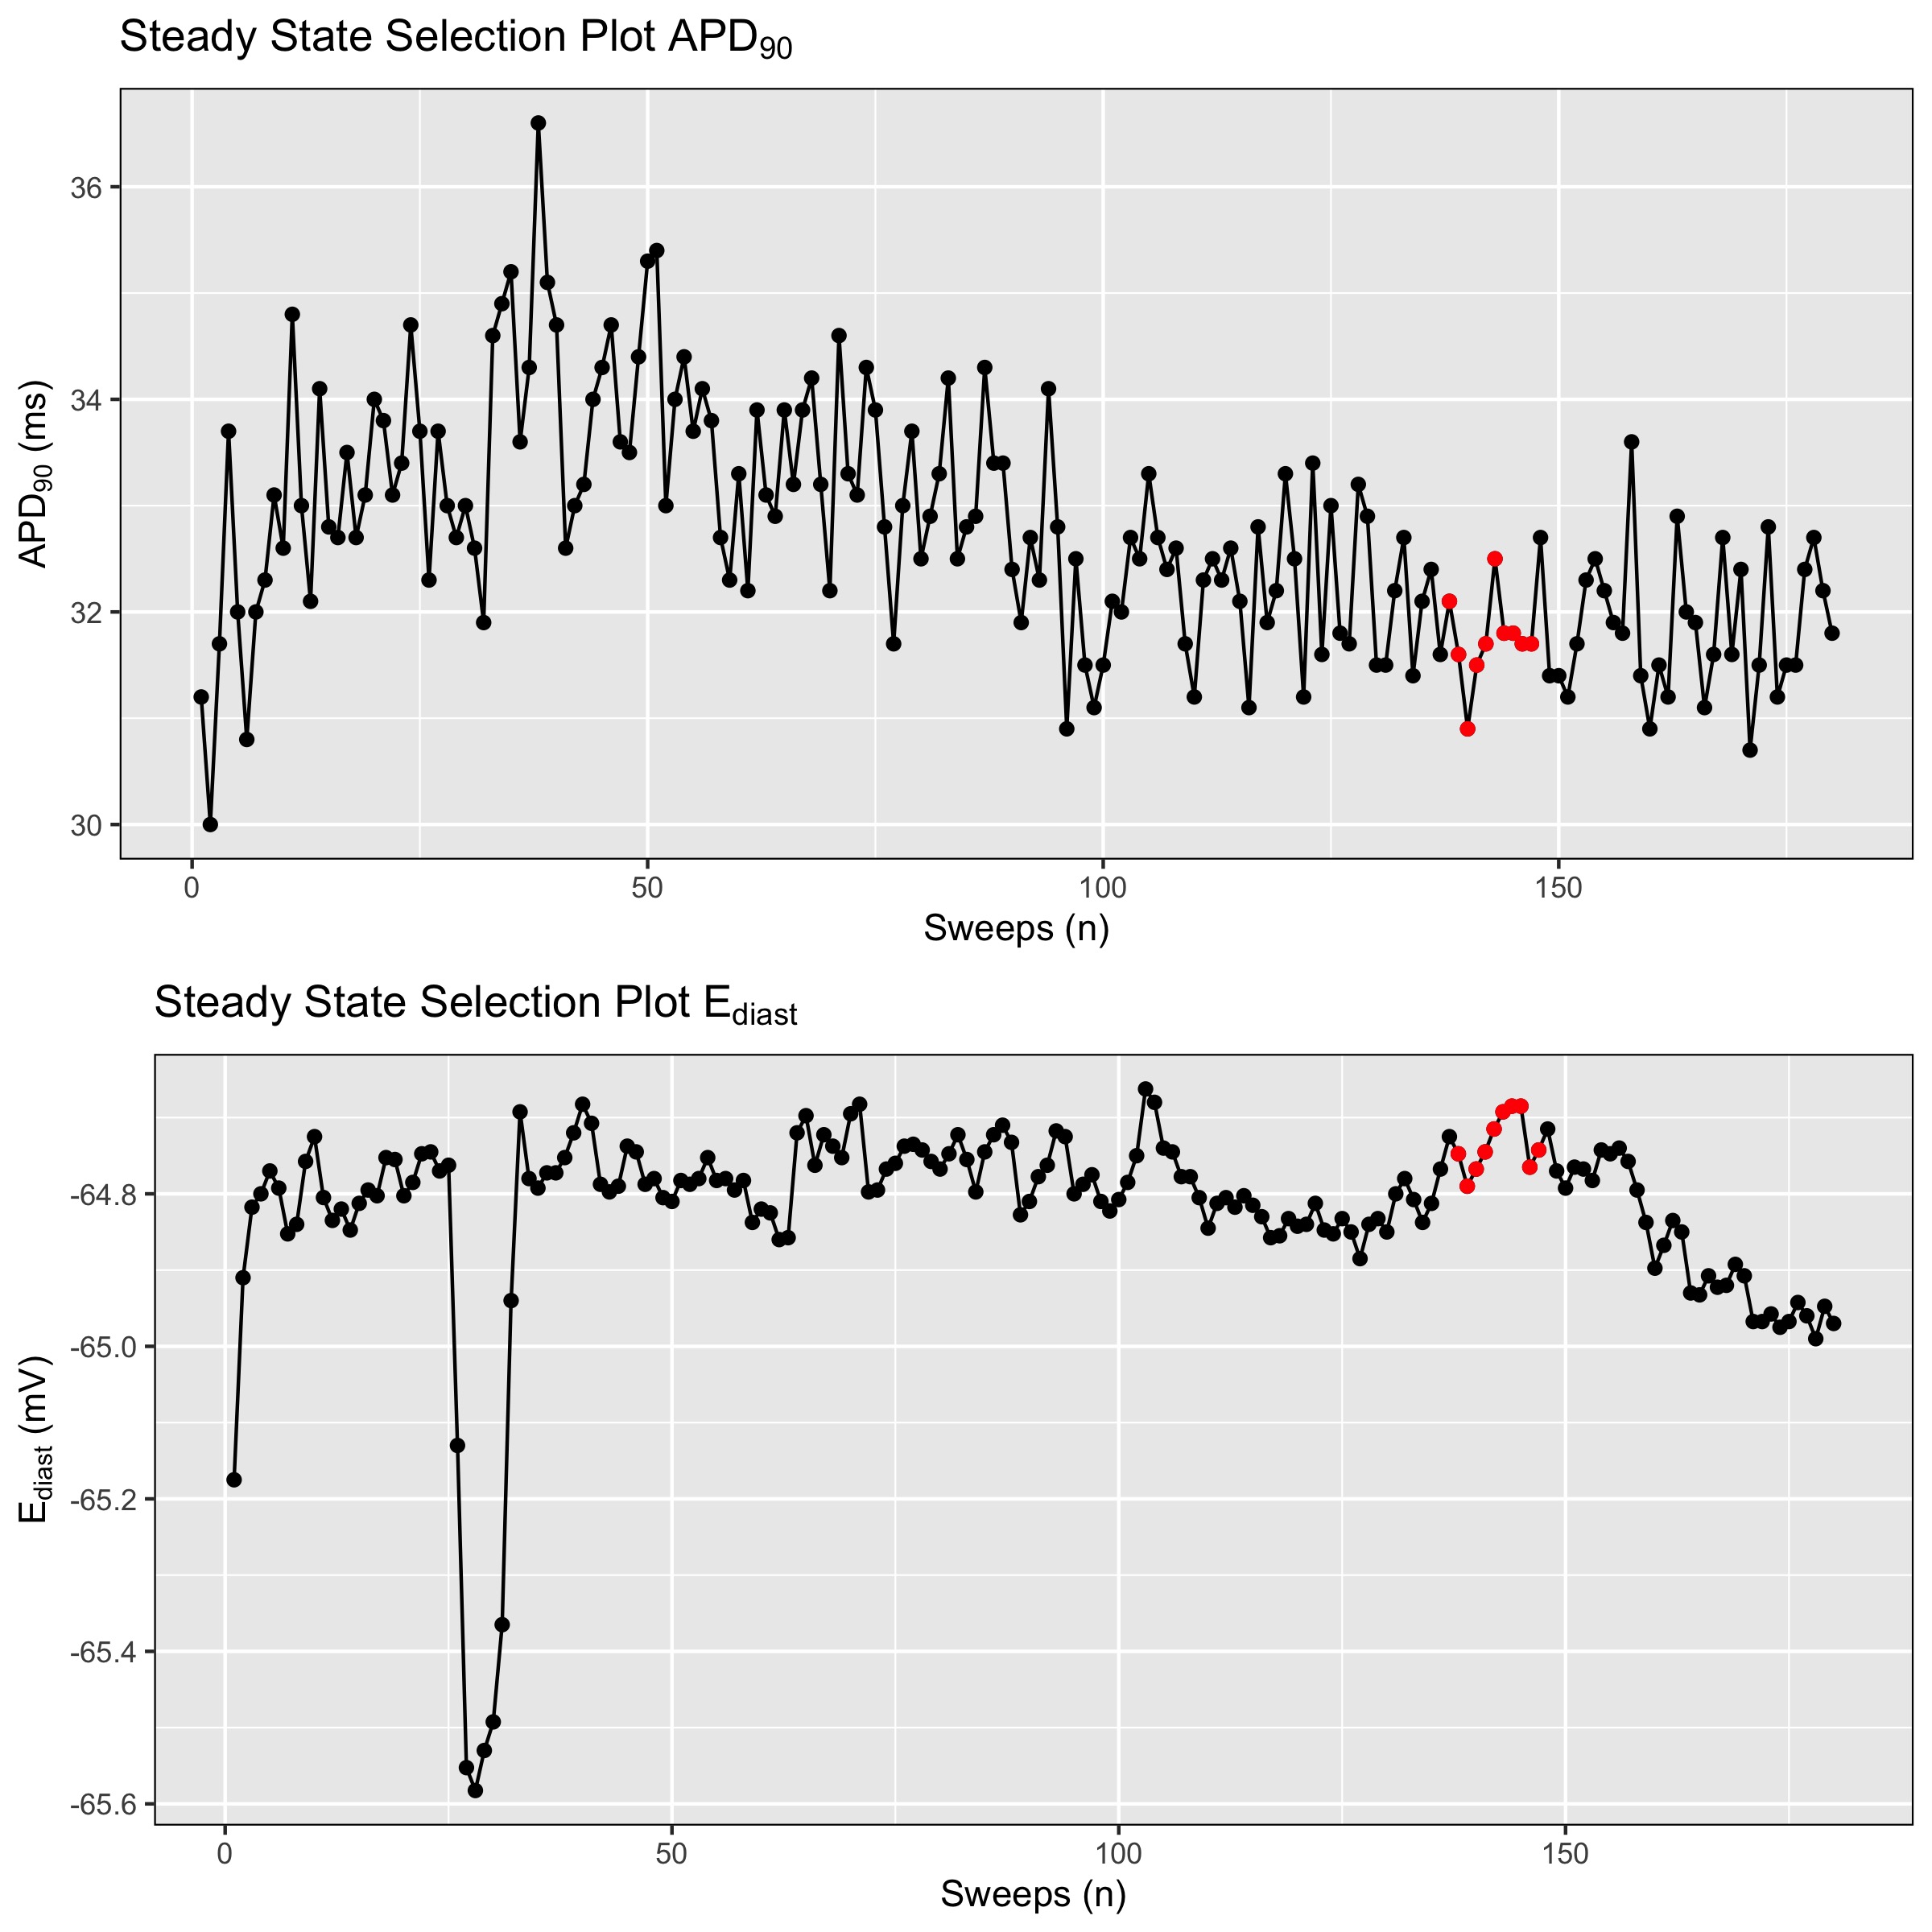 Steady State Selection Plot APD90
36
34
32
30
APD90 (ms)
0 50 100 150
Sweeps (n)
Steady State Selection Plot Ediast
-64.8
-65.0
-65.2
-65.4
-65.6
Ediast (mV)
0 50 100 150
Sweeps (n)